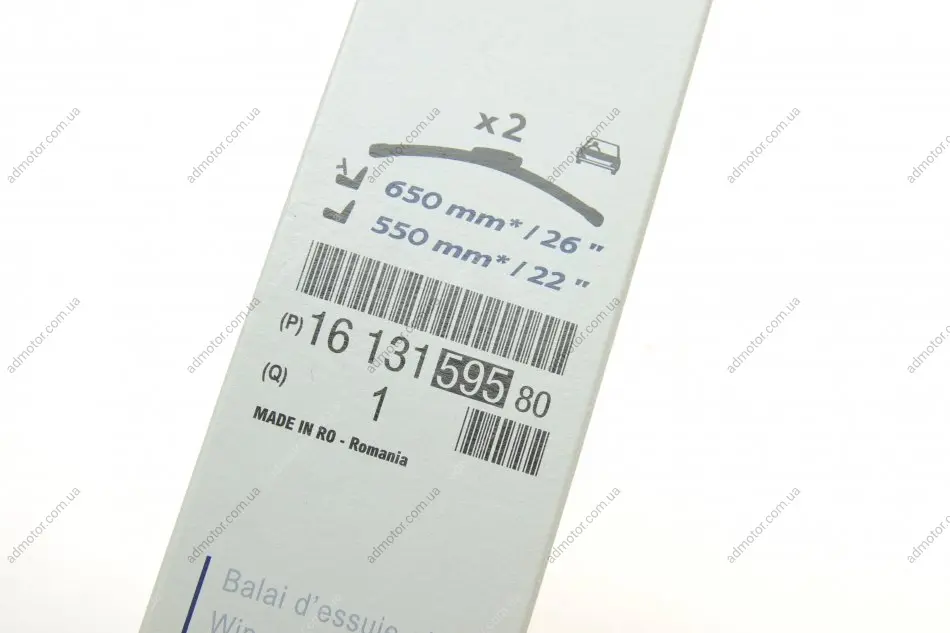 x2
650 mm* / 26 "
550 mm* / 22 "
(P) 16 131 595 80
(Q) 1
MADE IN RO - Romania
Balai d'essuie
admotor.com.ua